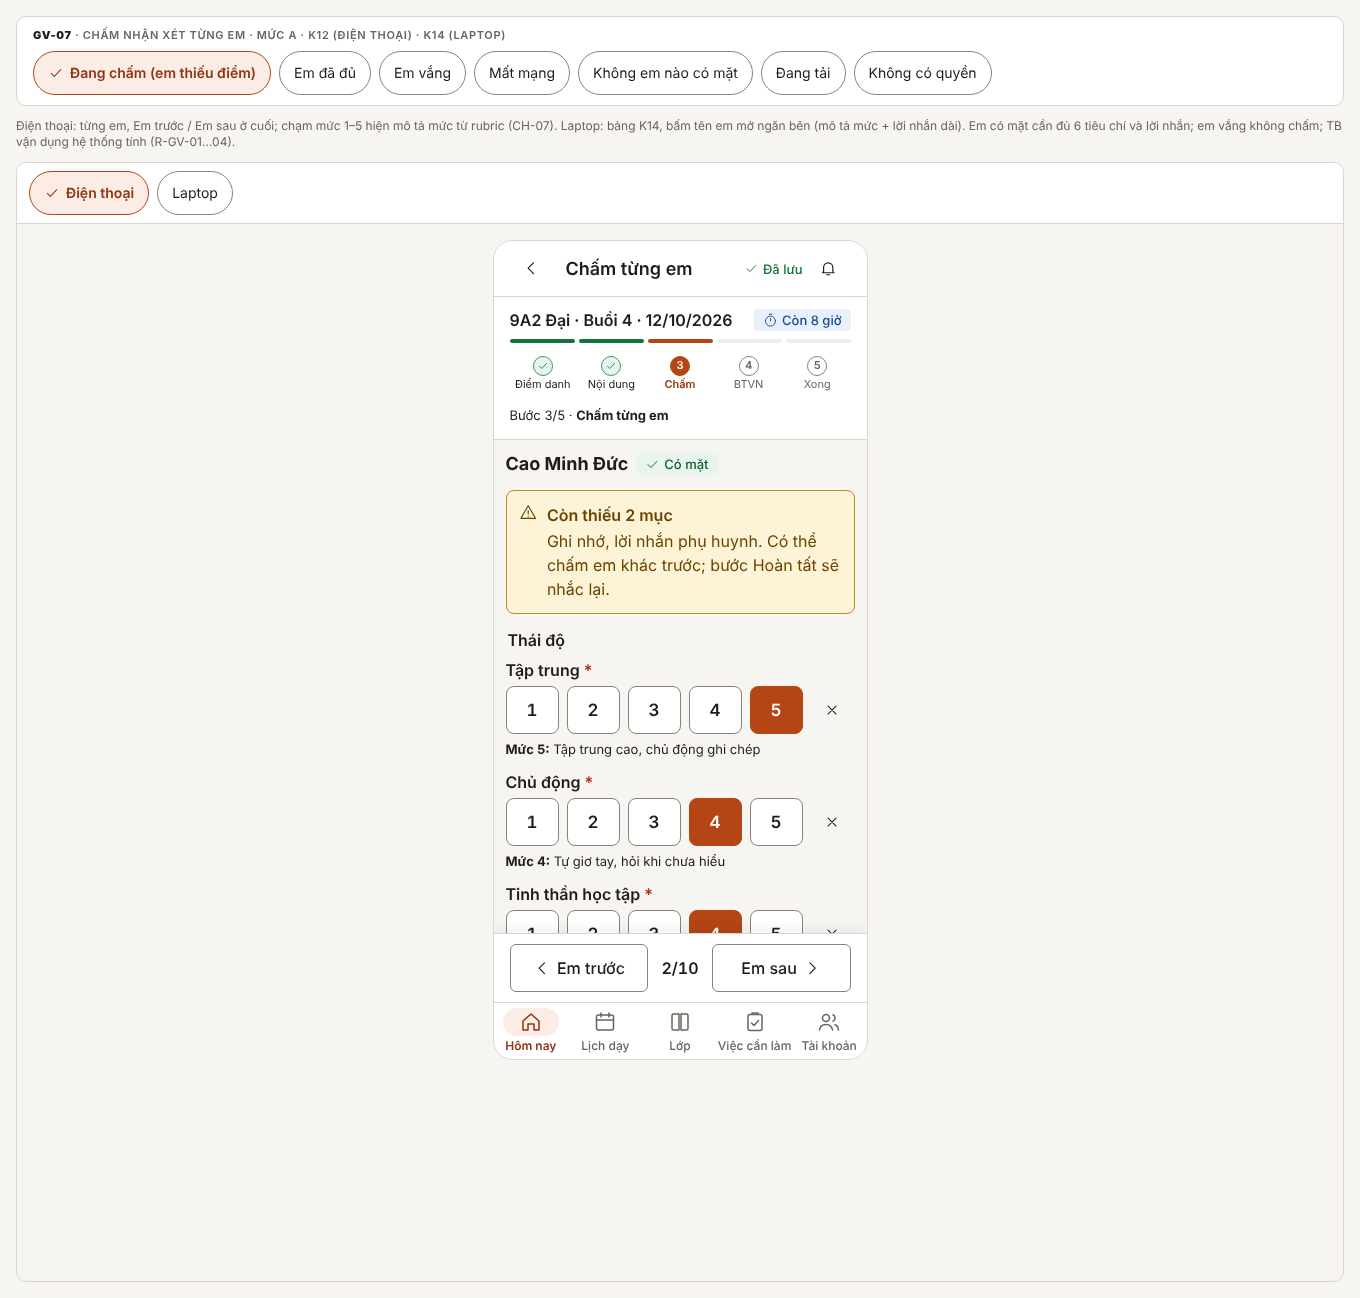 GV-07 · CHẤM NHẬN XÉT TỪNG EM · MỨC A · K12 (ĐIỆN THOẠI) · K14 (LAPTOP)
Đang chấm (em thiếu điểm)
Em đã đủ
Em vắng
Mất mạng
Không em nào có mặt
Đang tải
Không có quyền
Điện thoại: từng em, Em trước / Em sau ở cuối; chạm mức 1–5 hiện mô tả mức từ rubric (CH-07). Laptop: bảng K14, bấm tên em mở ngăn bên (mô tả mức + lời nhắn dài). Em có mặt cần đủ 6 tiêu chí và lời nhắn; em vắng không chấm; TB
vận dụng hệ thống tính (R-GV-01…04).
Điện thoại
Laptop
Chấm từng em
Đã lưu
9A2 Đại · Buổi 4 · 12/10/2026
Còn 8 giờ
3
4
5
Điểm danh
Nội dung
Chấm
BTVN
Xong
Bước 3/5 · Chấm từng em
Cao Minh Đức
Có mặt
Còn thiếu 2 mục
Ghi nhớ, lời nhắn phụ huynh. Có thể
chấm em khác trước; bước Hoàn tất sẽ
nhắc lại.
Thái độ
Tập trung *
1 2 3 4 5
Mức 5: Tập trung cao, chủ động ghi chép
Chủ động *
1 2 3 4 5
Mức 4: Tự giơ tay, hỏi khi chưa hiểu
Tinh thần học tập *
1 2 3 4 5
Em trước
2/10
Em sau
Hôm nay
Lịch dạy
Lớp
Việc cần làm
Tài khoản